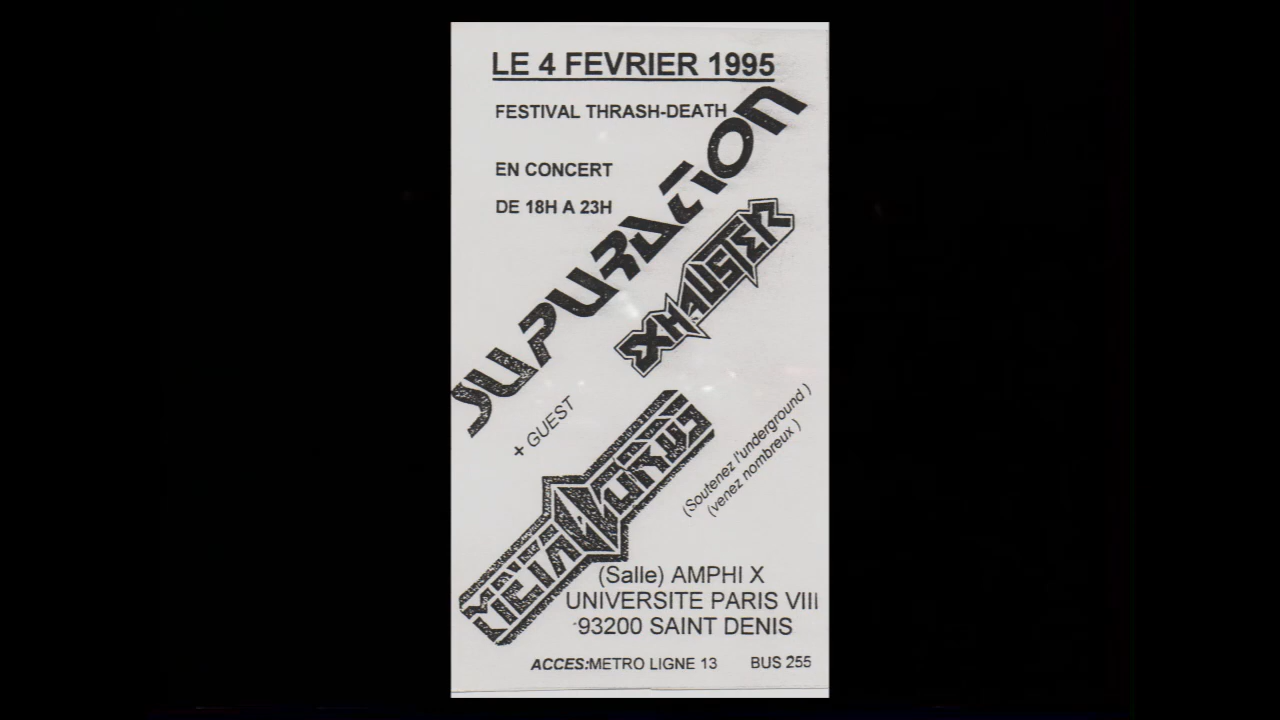 LE 4 FEVRIER 1995
FESTIVAL THRASH-DEATH
EN CONCERT
DE 18H A 23H
SUPURATION
EXHAUSTER
+ GUEST
(Soutenez l'underground )
(venez nombreux )
(Salle) AMPHI X
UNIVERSITE PARIS VIII
93200 SAINT DENIS
ACCES:METRO LIGNE 13 BUS 255